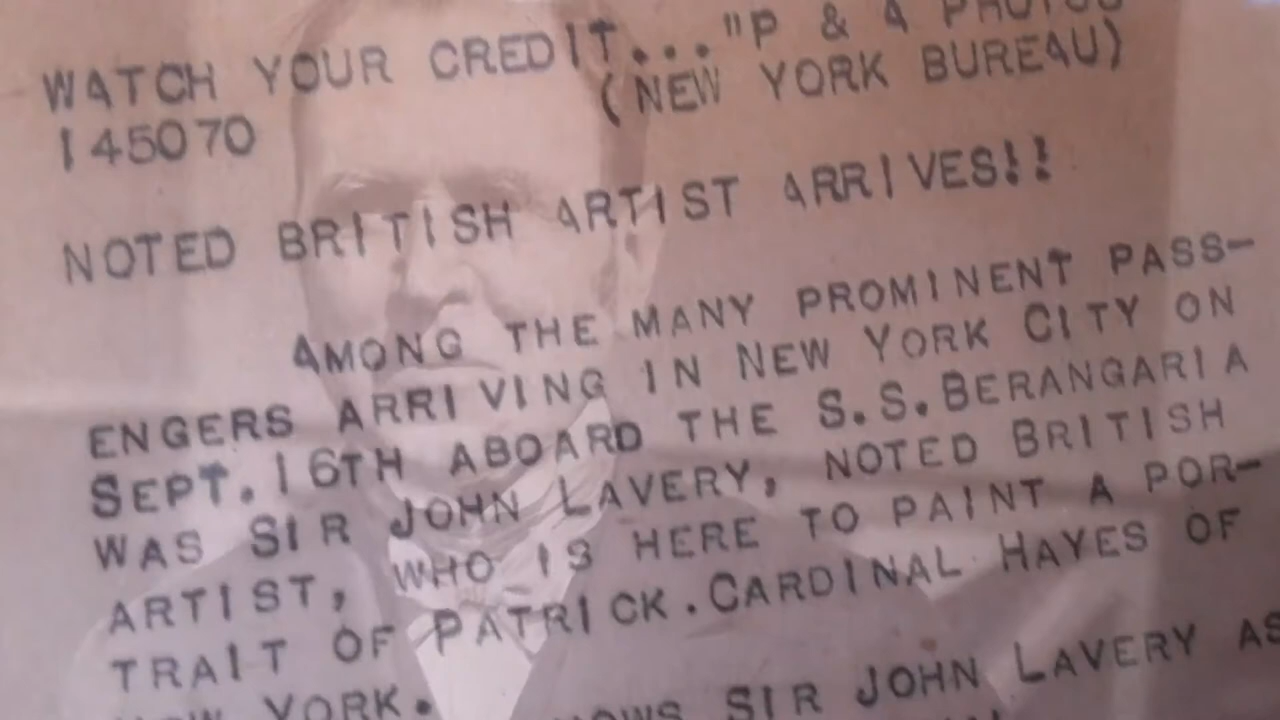 WATCH YOUR CREDIT..."P & A PHOTOS
(NEW YORK BUREAU)
145070
NOTED BRITISH ARTIST ARRIVES!!
AMONG THE MANY PROMINENT PASS-
ENGERS ARRIVING IN NEW YORK CITY ON
SEPT.16TH ABOARD THE S.S.BERANGARIA
WAS SIR JOHN LAVERY, NOTED BRITISH
ARTIST, WHO IS HERE TO PAINT A POR-
TRAIT OF PATRICK.CARDINAL HAYES OF
NEW YORK. SIR JOHN LAVERY AS